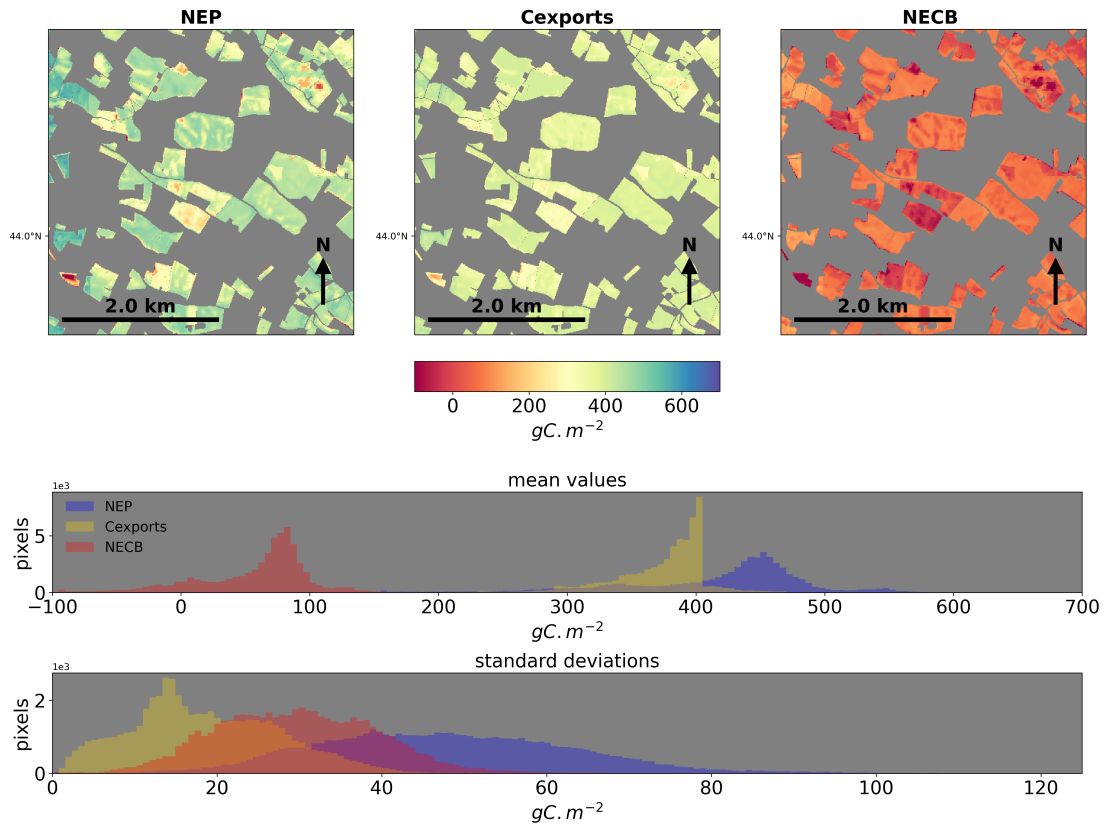 NEP Cexports NECB
44.0°N N 2.0 km 44.0°N N 2.0 km 44.0°N N 2.0 km
0 200 400 600
gC.m⁻²
mean values
1e3
pixels
5
0
NEP
Cexports
NECB
−100 0 100 200 300 400 500 600 700
gC.m⁻²
standard deviations
1e3
pixels
2
0
0 20 40 60 80 100 120
gC.m⁻²